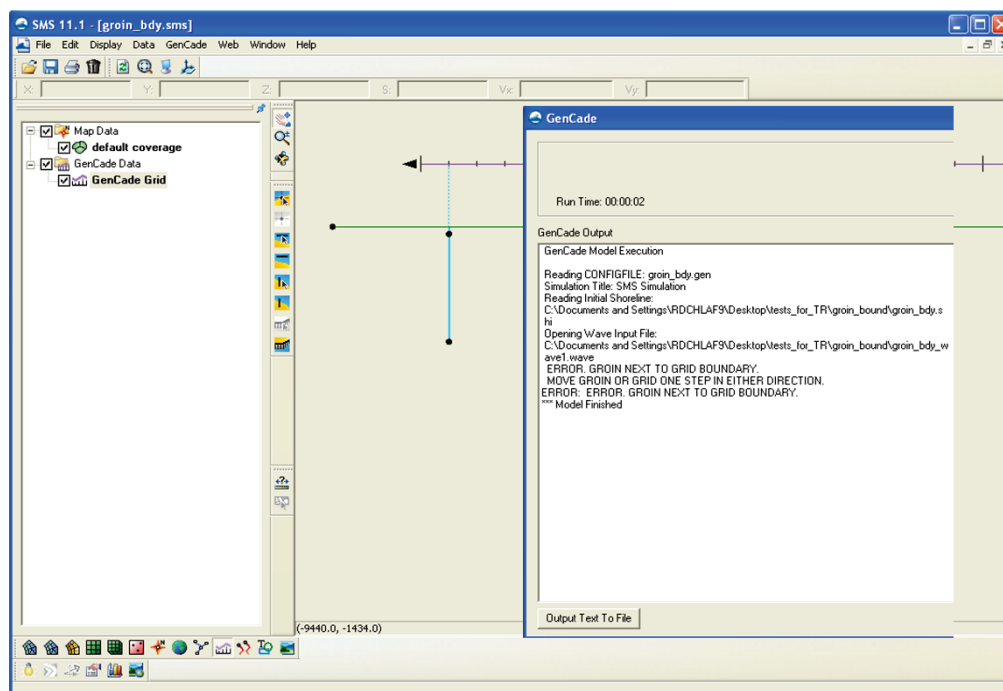 SMS 11.1 - [groin_bdy.sms]
File Edit Display Data GenCade Web Window Help
X: Y: Z: S: Vx: Vy:
Map Data
default coverage
GenCade Data
GenCade Grid
GenCade
Run Time: 00:00:02
GenCade Output
GenCade Model Execution
Reading CONFIGFILE: groin_bdy.gen
Simulation Title: SMS Simulation
Reading Initial Shoreline:
C:\Documents and Settings\RDCHLAF9\Desktop\tests_for_TR\groin_bound\groin_bdy.s
hi
Opening Wave Input File:
C:\Documents and Settings\RDCHLAF9\Desktop\tests_for_TR\groin_bound\groin_bdy_w
ave1.wave
ERROR. GROIN NEXT TO GRID BOUNDARY.
MOVE GROIN OR GRID ONE STEP IN EITHER DIRECTION.
ERROR: ERROR. GROIN NEXT TO GRID BOUNDARY.
*** Model Finished
Output Text To File
(-9440.0, -1434.0)